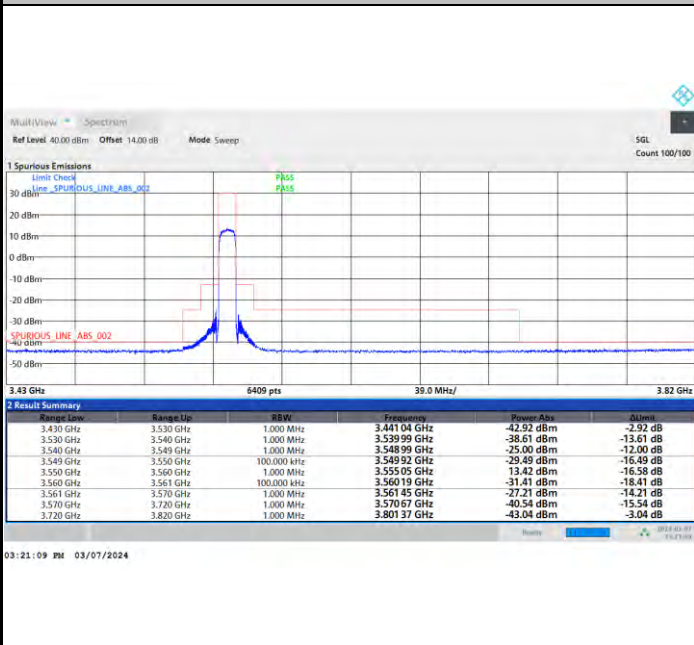 MultiView Spectrum
Ref Level 40.00 dBm Offset 14.00 dB Mode Sweep SGL
Count 100/100
1 Spurious Emissions
Limit Check PASS
Line _SPURIOUS_LINE_ABS_002 PASS
30 dBm
20 dBm
10 dBm
0 dBm
-10 dBm
-20 dBm
-30 dBm
SPURIOUS_LINE_ABS_002
-40 dBm
-50 dBm
3.43 GHz 6409 pts 39.0 MHz/ 3.82 GHz
2 Result Summary
Range Low Range Up RBW Frequency Power Abs ΔLimit
3.430 GHz 3.530 GHz 1.000 MHz 3.441 04 GHz -42.92 dBm -2.92 dB
3.530 GHz 3.540 GHz 1.000 MHz 3.539 99 GHz -38.61 dBm -13.61 dB
3.540 GHz 3.549 GHz 1.000 MHz 3.548 99 GHz -25.00 dBm -12.00 dB
3.549 GHz 3.550 GHz 100.000 kHz 3.549 92 GHz -29.49 dBm -16.49 dB
3.550 GHz 3.560 GHz 1.000 MHz 3.555 05 GHz 13.42 dBm -16.58 dB
3.560 GHz 3.561 GHz 100.000 kHz 3.560 19 GHz -31.41 dBm -18.41 dB
3.561 GHz 3.570 GHz 1.000 MHz 3.561 45 GHz -27.21 dBm -14.21 dB
3.570 GHz 3.720 GHz 1.000 MHz 3.570 67 GHz -40.54 dBm -15.54 dB
3.720 GHz 3.820 GHz 1.000 MHz 3.801 37 GHz -43.04 dBm -3.04 dB
Ready
03:21:09 PM 03/07/2024